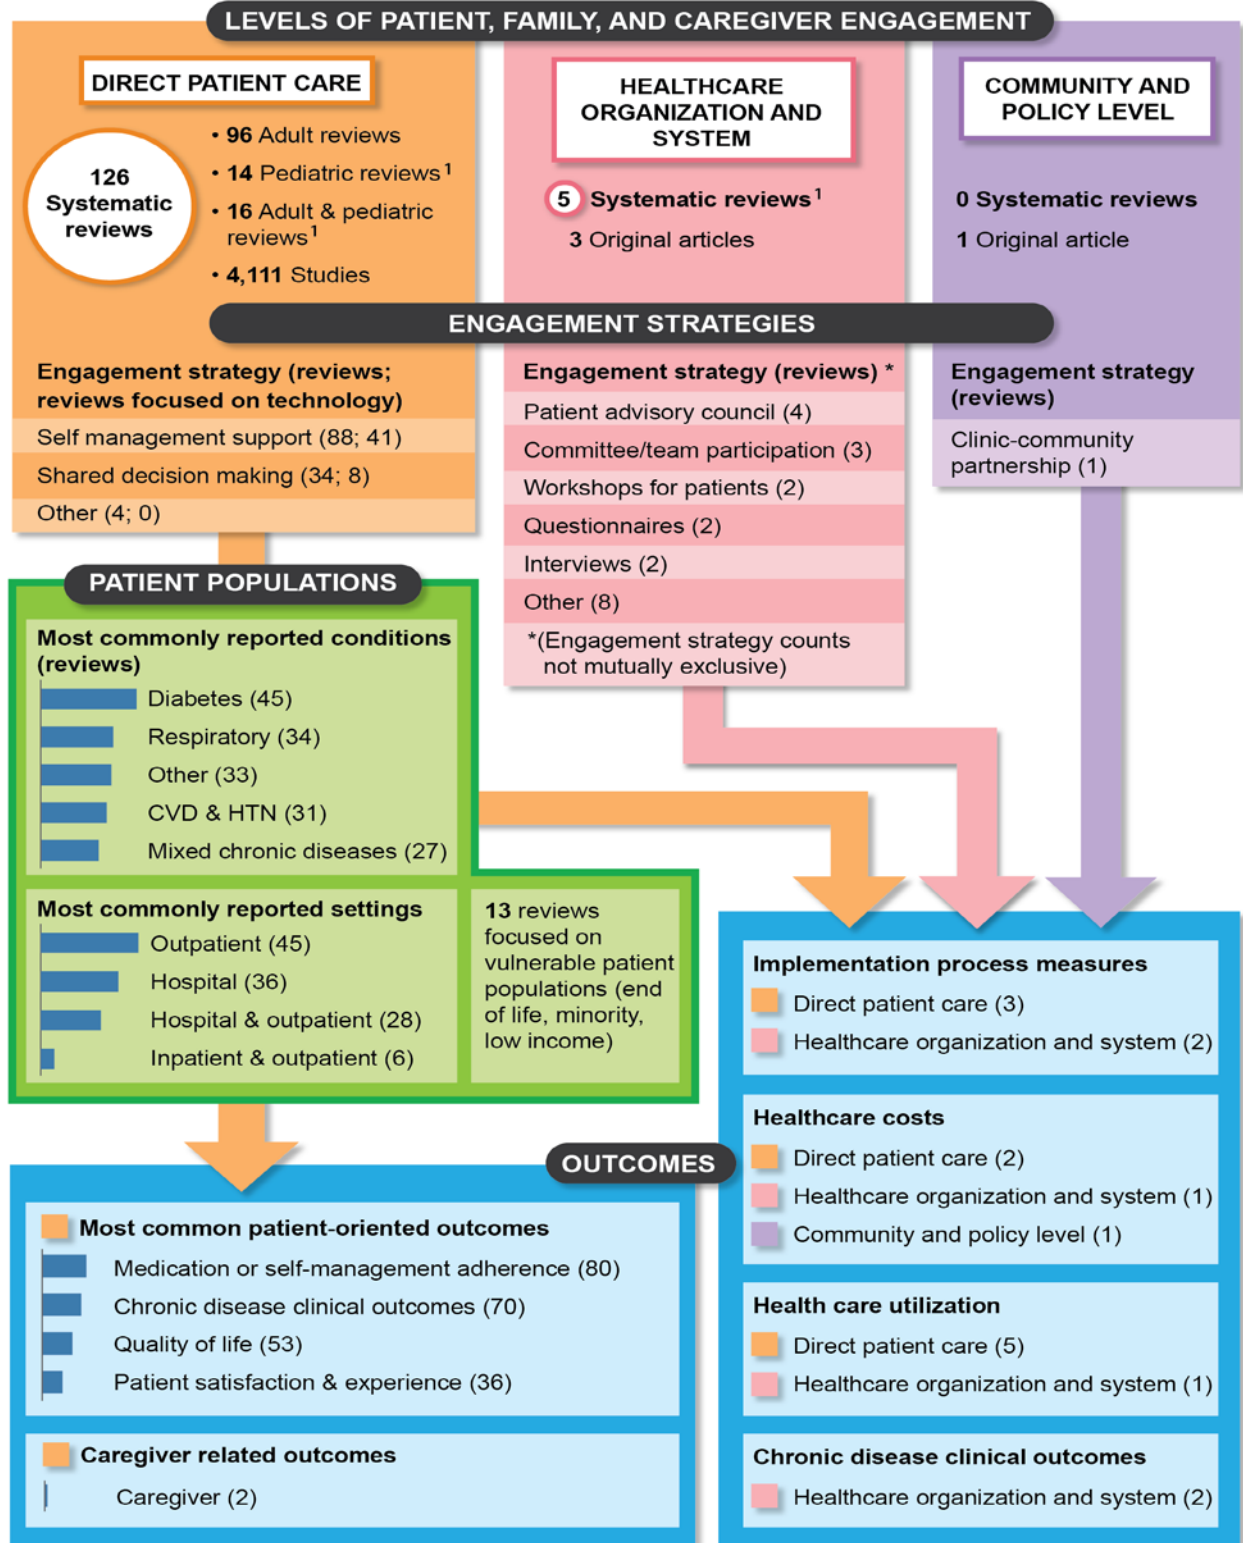 LEVELS OF PATIENT, FAMILY, AND CAREGIVER ENGAGEMENT
DIRECT PATIENT CARE
126
Systematic
reviews
• 96 Adult reviews
• 14 Pediatric reviews¹
• 16 Adult & pediatric
reviews¹
• 4,111 Studies
HEALTHCARE
ORGANIZATION AND
SYSTEM
5 Systematic reviews¹
3 Original articles
COMMUNITY AND
POLICY LEVEL
0 Systematic reviews
1 Original article
ENGAGEMENT STRATEGIES
Engagement strategy (reviews;
reviews focused on technology)
Self management support (88; 41)
Shared decision making (34; 8)
Other (4; 0)
Engagement strategy (reviews) *
Patient advisory council (4)
Committee/team participation (3)
Workshops for patients (2)
Questionnaires (2)
Interviews (2)
Other (8)
*(Engagement strategy counts
not mutually exclusive)
Engagement strategy
(reviews)
Clinic-community
partnership (1)
PATIENT POPULATIONS
Most commonly reported conditions
(reviews)
Diabetes (45)
Respiratory (34)
Other (33)
CVD & HTN (31)
Mixed chronic diseases (27)
Most commonly reported settings
Outpatient (45)
Hospital (36)
Hospital & outpatient (28)
Inpatient & outpatient (6)
13 reviews
focused on
vulnerable patient
populations (end
of life, minority,
low income)
OUTCOMES
Most common patient-oriented outcomes
Medication or self-management adherence (80)
Chronic disease clinical outcomes (70)
Quality of life (53)
Patient satisfaction & experience (36)
Caregiver related outcomes
Caregiver (2)
Implementation process measures
Direct patient care (3)
Healthcare organization and system (2)
Healthcare costs
Direct patient care (2)
Healthcare organization and system (1)
Community and policy level (1)
Health care utilization
Direct patient care (5)
Healthcare organization and system (1)
Chronic disease clinical outcomes
Healthcare organization and system (2)